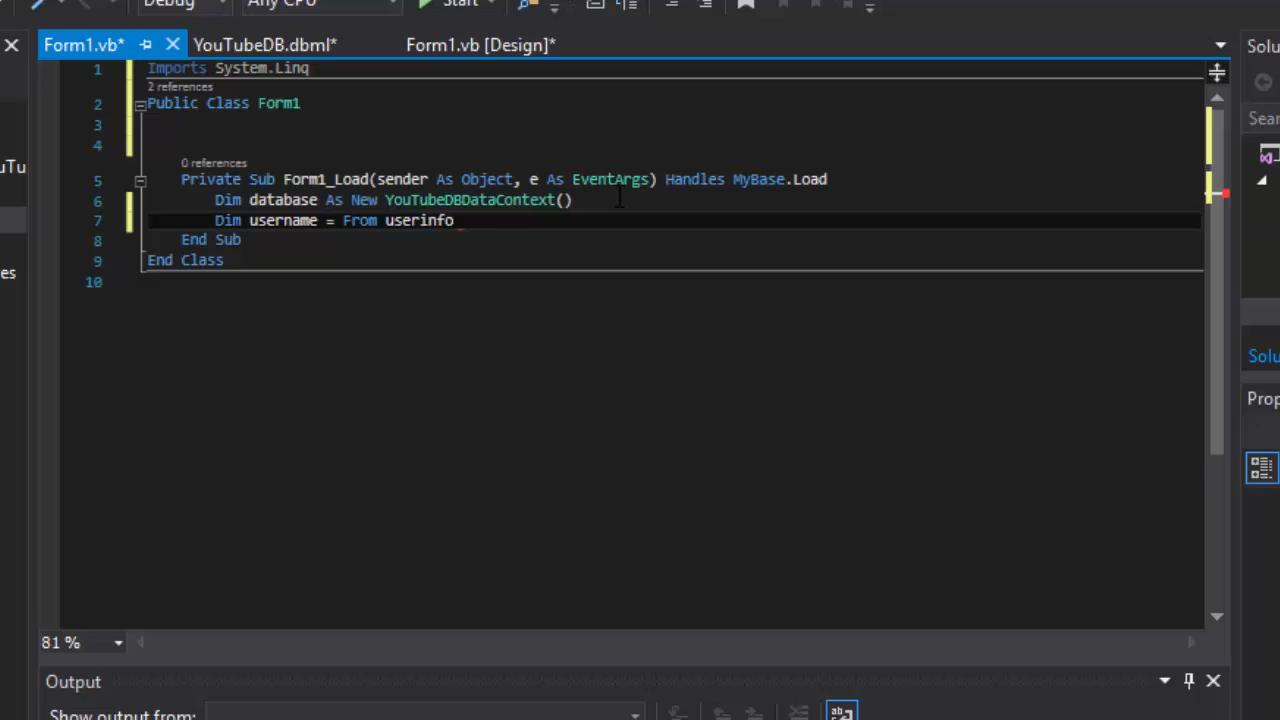 Debug Any CPU Start
Form1.vb* YouTubeDB.dbml* Form1.vb [Design]* Solu
1 Imports System.Linq
2 references
2 Public Class Form1
3
4
0 references
5 Private Sub Form1_Load(sender As Object, e As EventArgs) Handles MyBase.Load
6 Dim database As New YouTubeDBDataContext()
7 Dim username = From userinfo
8 End Sub
9 End Class
10
Sear
uTu
es
Solu
Prop
81 %
Output
Show output from: